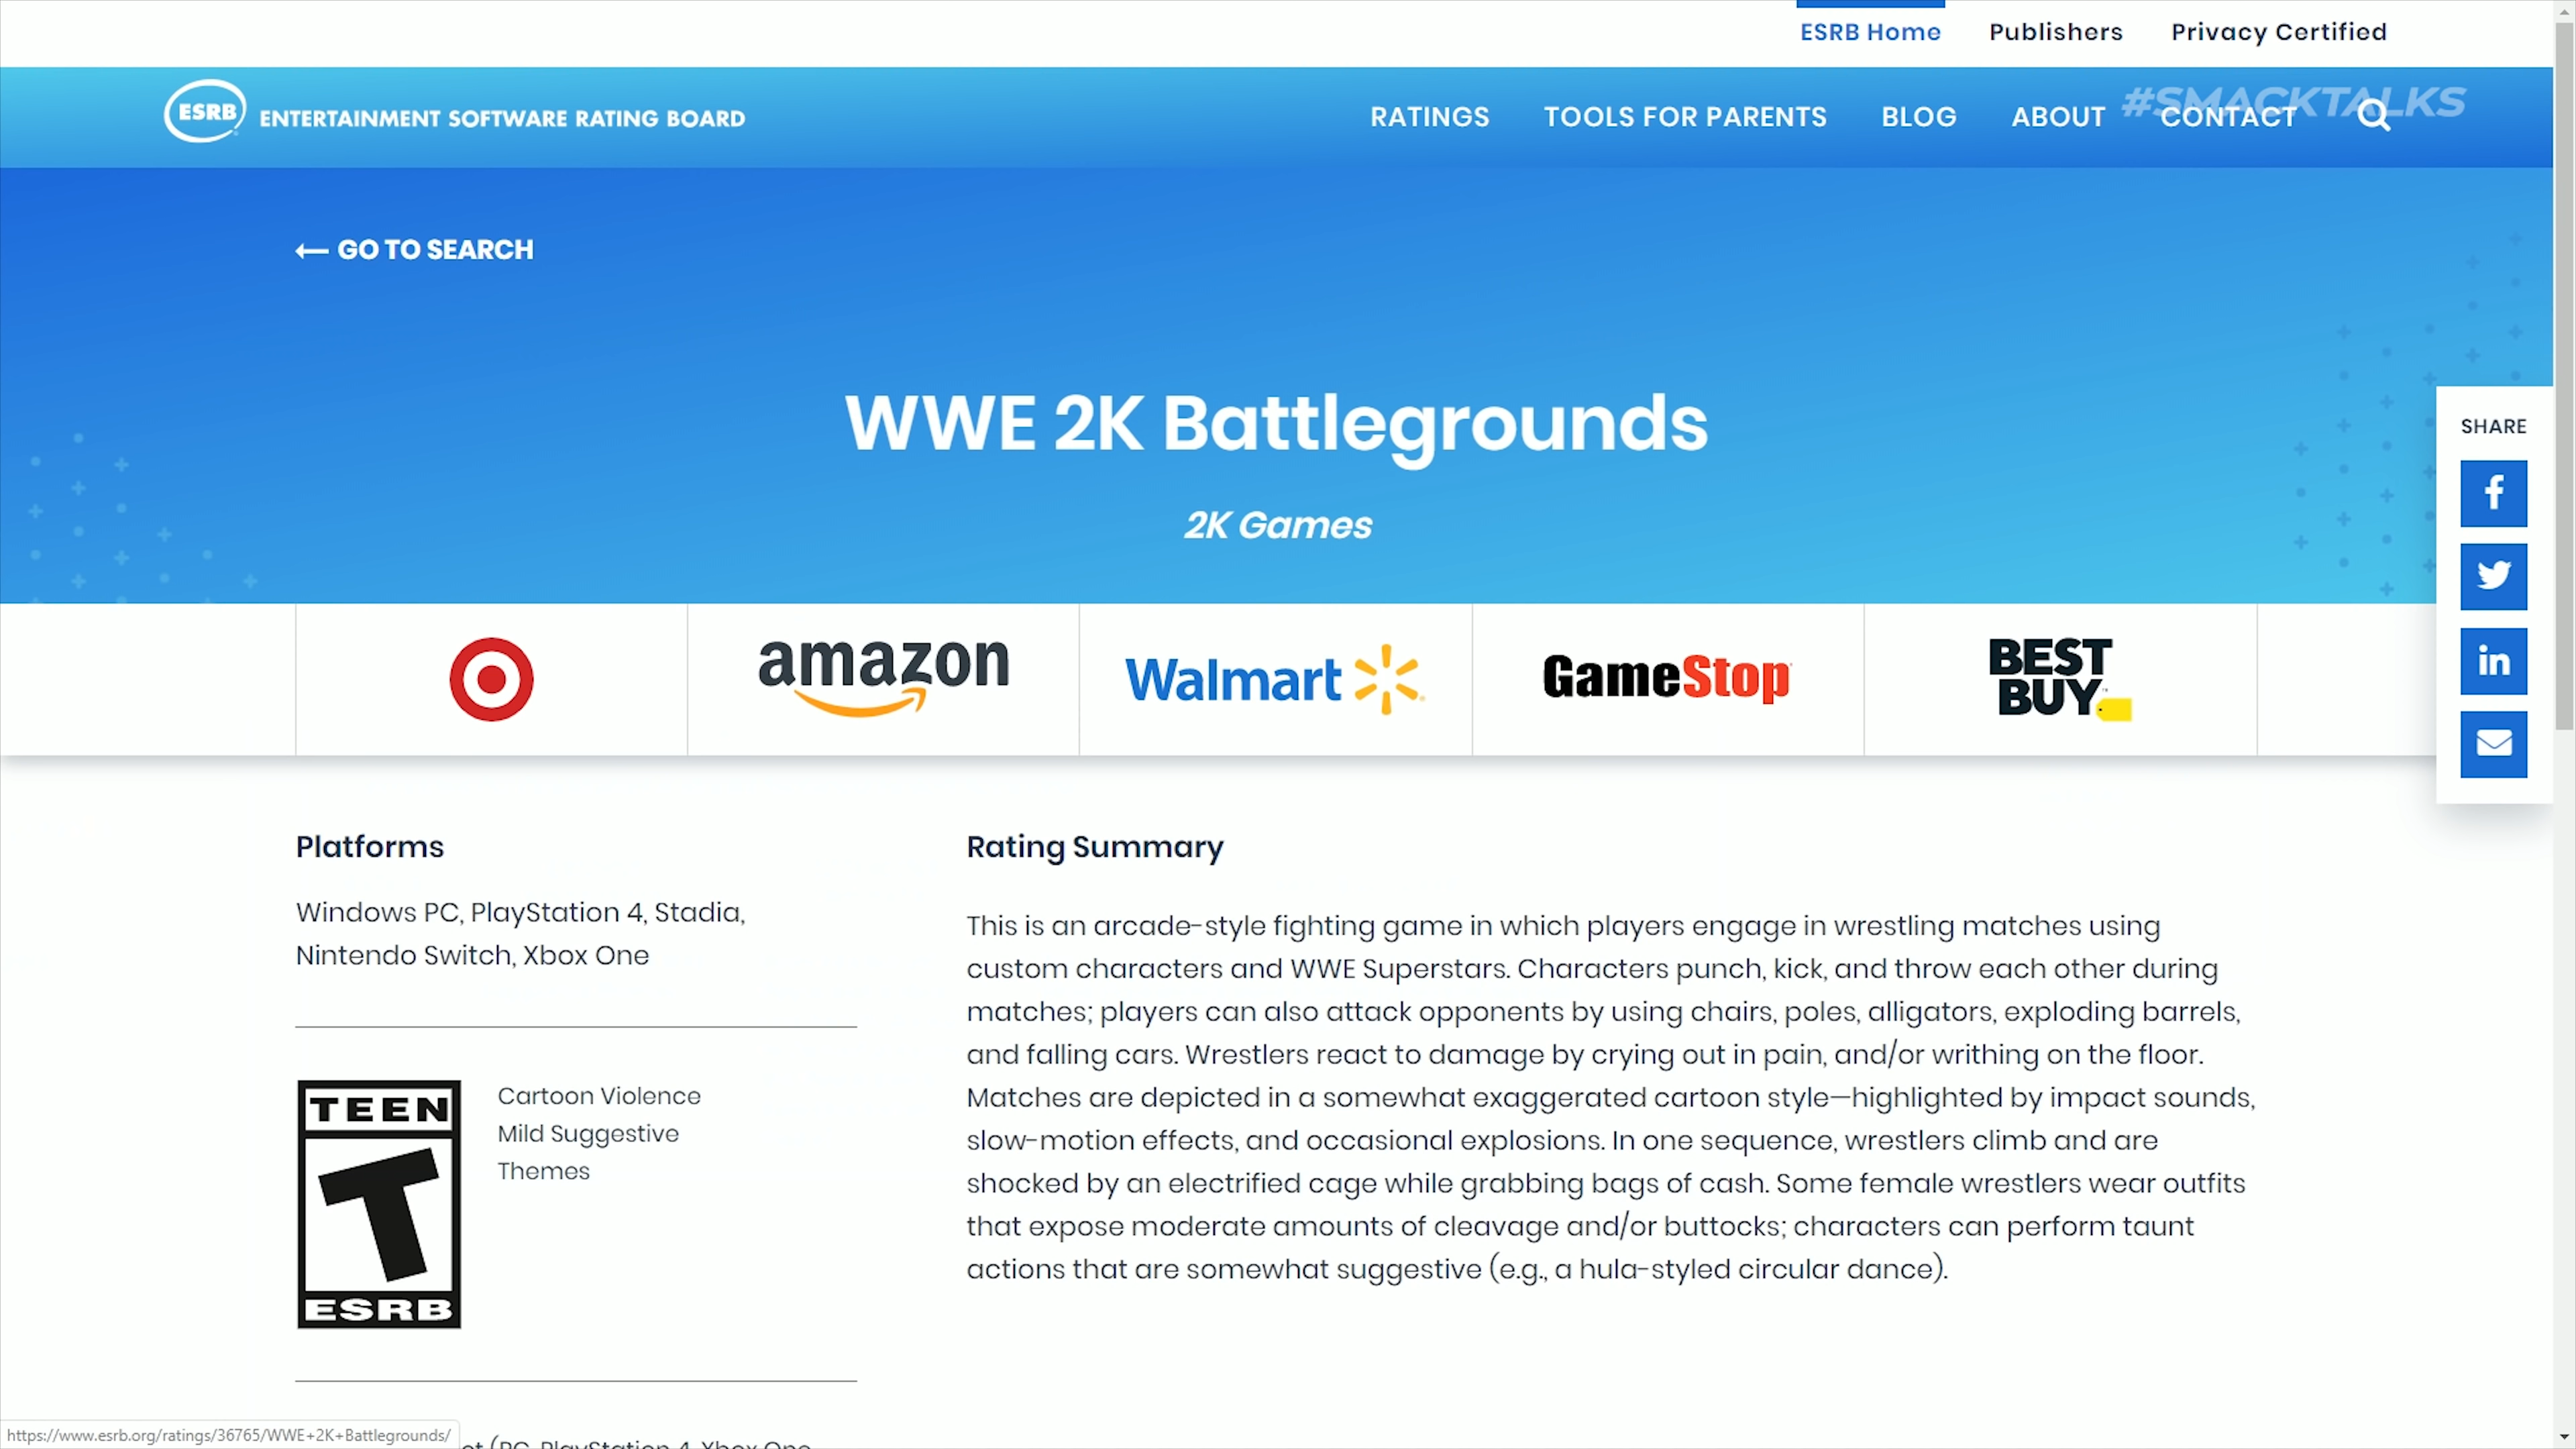 ESRB Home Publishers Privacy Certified
ESRB ENTERTAINMENT SOFTWARE RATING BOARD RATINGS TOOLS FOR PARENTS BLOG ABOUT CONTACT
#SMACKTALKS
GO TO SEARCH
WWE 2K Battlegrounds
2K Games
SHARE
amazon Walmart GameStop BEST BUY
Platforms
Windows PC, PlayStation 4, Stadia,
Nintendo Switch, Xbox One
TEEN
T
ESRB
Cartoon Violence
Mild Suggestive
Themes
Rating Summary
This is an arcade-style fighting game in which players engage in wrestling matches using
custom characters and WWE Superstars. Characters punch, kick, and throw each other during
matches; players can also attack opponents by using chairs, poles, alligators, exploding barrels,
and falling cars. Wrestlers react to damage by crying out in pain, and/or writhing on the floor.
Matches are depicted in a somewhat exaggerated cartoon style—highlighted by impact sounds,
slow-motion effects, and occasional explosions. In one sequence, wrestlers climb and are
shocked by an electrified cage while grabbing bags of cash. Some female wrestlers wear outfits
that expose moderate amounts of cleavage and/or buttocks; characters can perform taunt
actions that are somewhat suggestive (e.g., a hula-styled circular dance).
https://www.esrb.org/ratings/36765/WWE+2K+Battlegrounds/
(PC, PlayStation 4, Xbox One